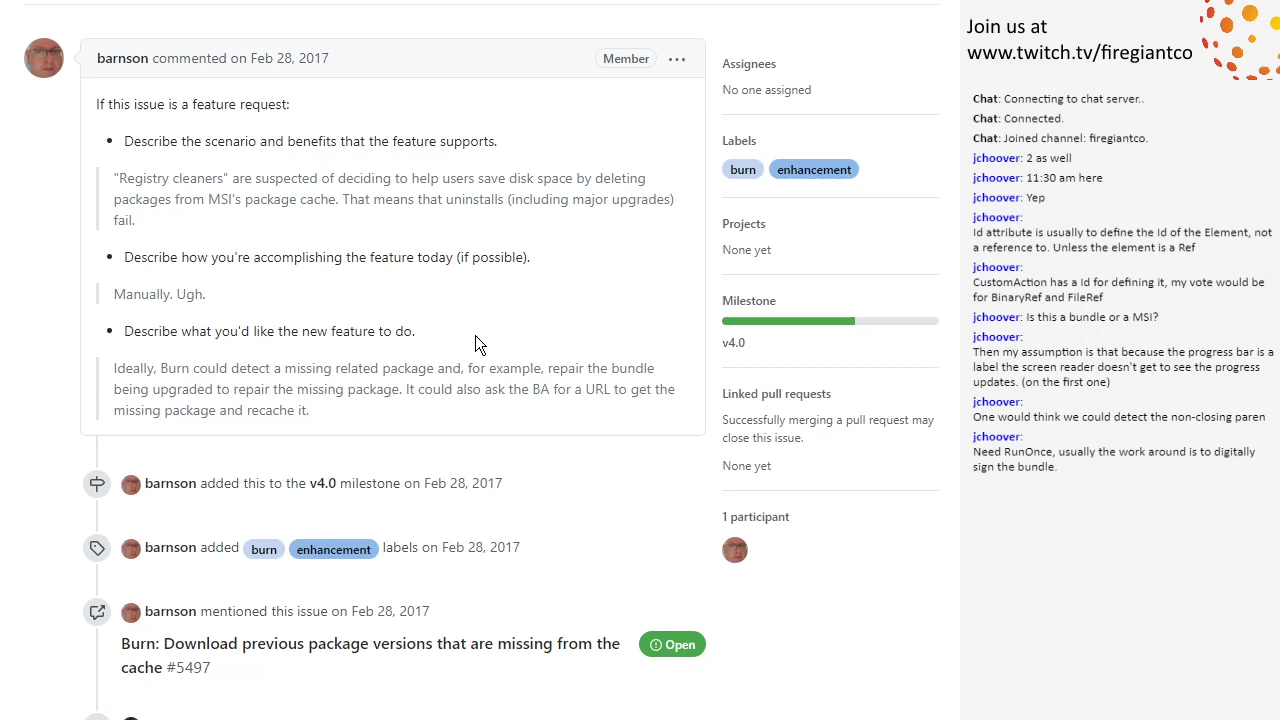 barnson commented on Feb 28, 2017
Member
If this issue is a feature request:
Describe the scenario and benefits that the feature supports.
"Registry cleaners" are suspected of deciding to help users save disk space by deleting
packages from MSI's package cache. That means that uninstalls (including major upgrades)
fail.
Describe how you're accomplishing the feature today (if possible).
Manually. Ugh.
Describe what you'd like the new feature to do.
Ideally, Burn could detect a missing related package and, for example, repair the bundle
being upgraded to repair the missing package. It could also ask the BA for a URL to get the
missing package and recache it.
barnson added this to the v4.0 milestone on Feb 28, 2017
barnson added burn enhancement labels on Feb 28, 2017
barnson mentioned this issue on Feb 28, 2017
Burn: Download previous package versions that are missing from the
cache #5497
Open
Assignees
No one assigned
Labels
burn enhancement
Projects
None yet
Milestone
v4.0
Linked pull requests
Successfully merging a pull request may
close this issue.
None yet
1 participant
Join us at
www.twitch.tv/firegiantco
Chat: Connecting to chat server..
Chat: Connected.
Chat: Joined channel: firegiantco.
jchoover: 2 as well
jchoover: 11:30 am here
jchoover: Yep
jchoover:
Id attribute is usually to define the Id of the Element, not
a reference to. Unless the element is a Ref
jchoover:
CustomAction has a Id for defining it, my vote would be
for BinaryRef and FileRef
jchoover: Is this a bundle or a MSI?
jchoover:
Then my assumption is that because the progress bar is a
label the screen reader doesn't get to see the progress
updates. (on the first one)
jchoover:
One would think we could detect the non-closing paren
jchoover:
Need RunOnce, usually the work around is to digitally
sign the bundle.